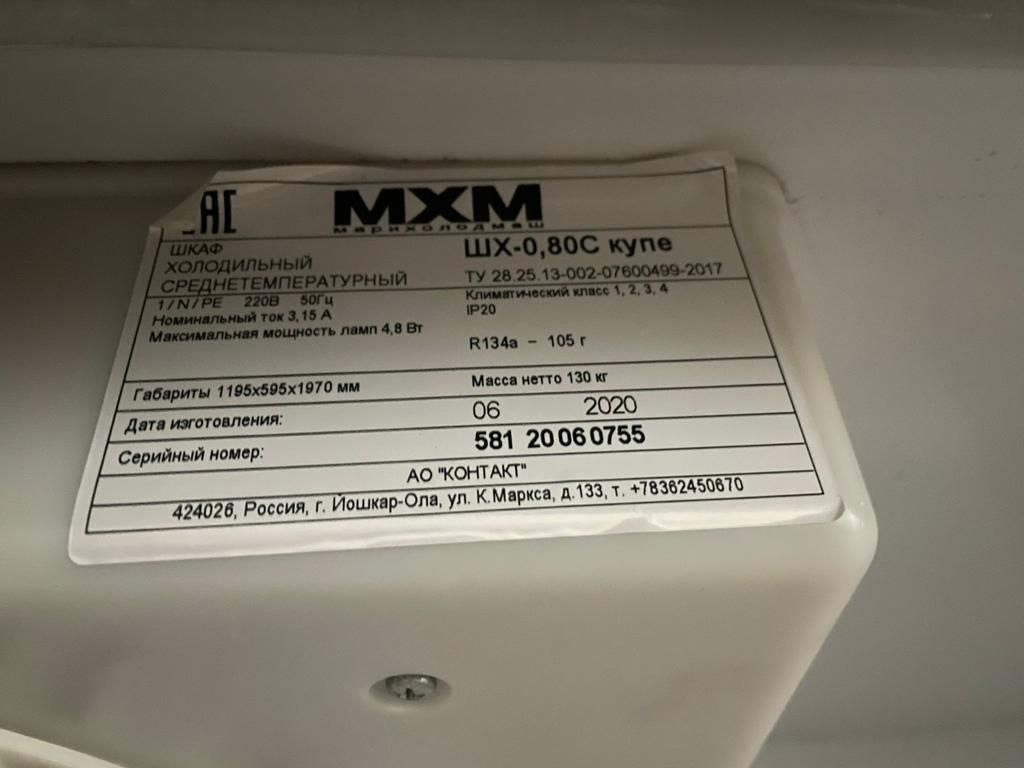 EAC
МХМ
марихолодмаш
ШКАФ
ХОЛОДИЛЬНЫЙ
СРЕДНЕТЕМПЕРАТУРНЫЙ
ШХ-0,80С купе
ТУ 28.25.13-002-07600499-2017
1/N/PE 220В 50Гц
Номинальный ток 3,15 А
Максимальная мощность ламп 4,8 Вт
Климатический класс 1, 2, 3, 4
IP20
R134a - 105 г
Габариты 1195х595х1970 мм
Масса нетто 130 кг
Дата изготовления: 06 2020
Серийный номер: 581 20060755
АО "КОНТАКТ"
424026, Россия, г. Йошкар-Ола, ул. К.Маркса, д.133, т. +78362450670